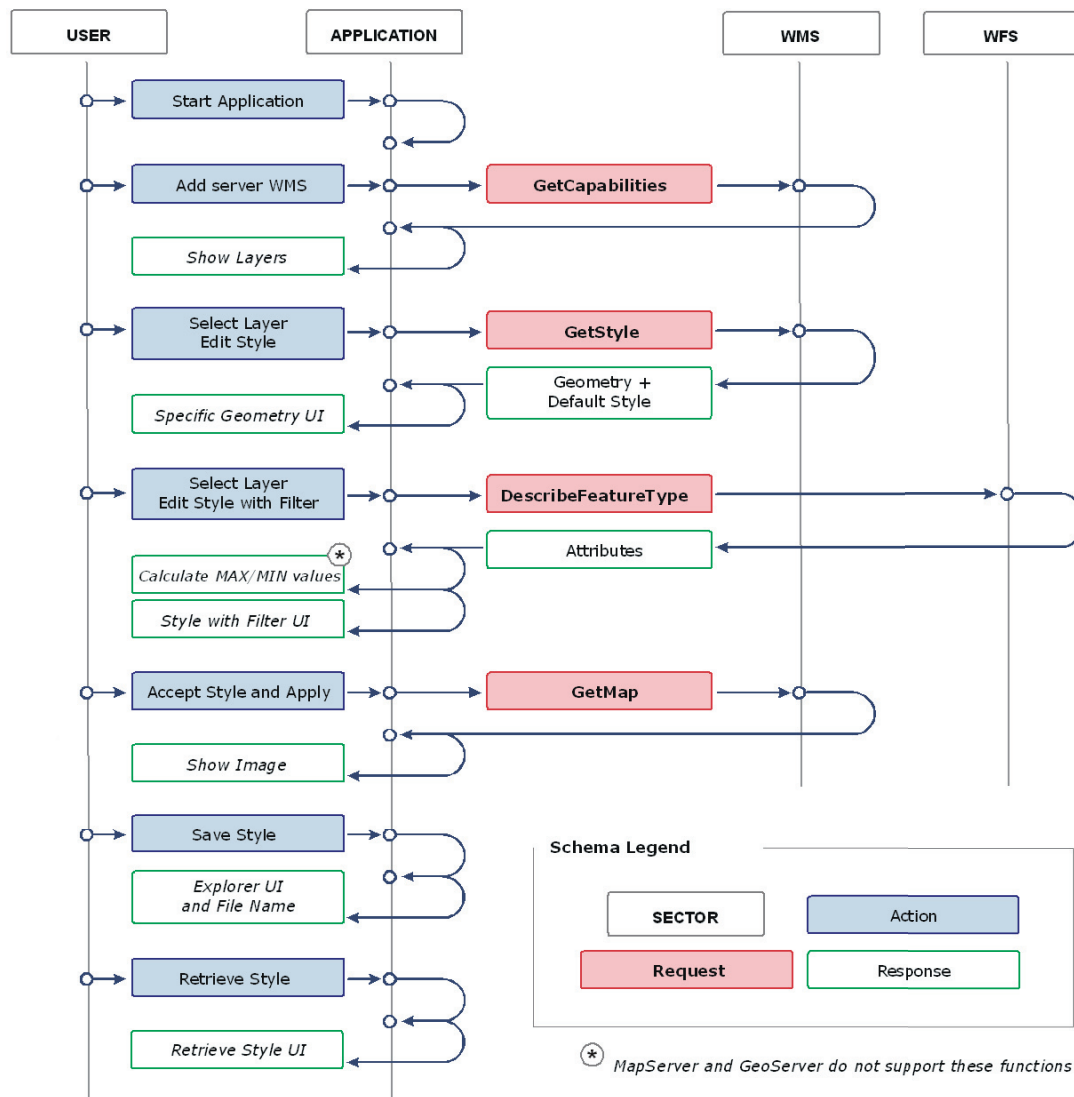 USER
APPLICATION
WMS
WFS
Start Application
Add server WMS
GetCapabilities
Show Layers
Select Layer
Edit Style
GetStyle
Geometry +
Default Style
Specific Geometry UI
Select Layer
Edit Style with Filter
DescribeFeatureType
Attributes
*
Calculate MAX/MIN values
Style with Filter UI
Accept Style and Apply
GetMap
Show Image
Save Style
Explorer UI
and File Name
Retrieve Style
Retrieve Style UI
Schema Legend
SECTOR
Action
Request
Response
* MapServer and GeoServer do not support these functions